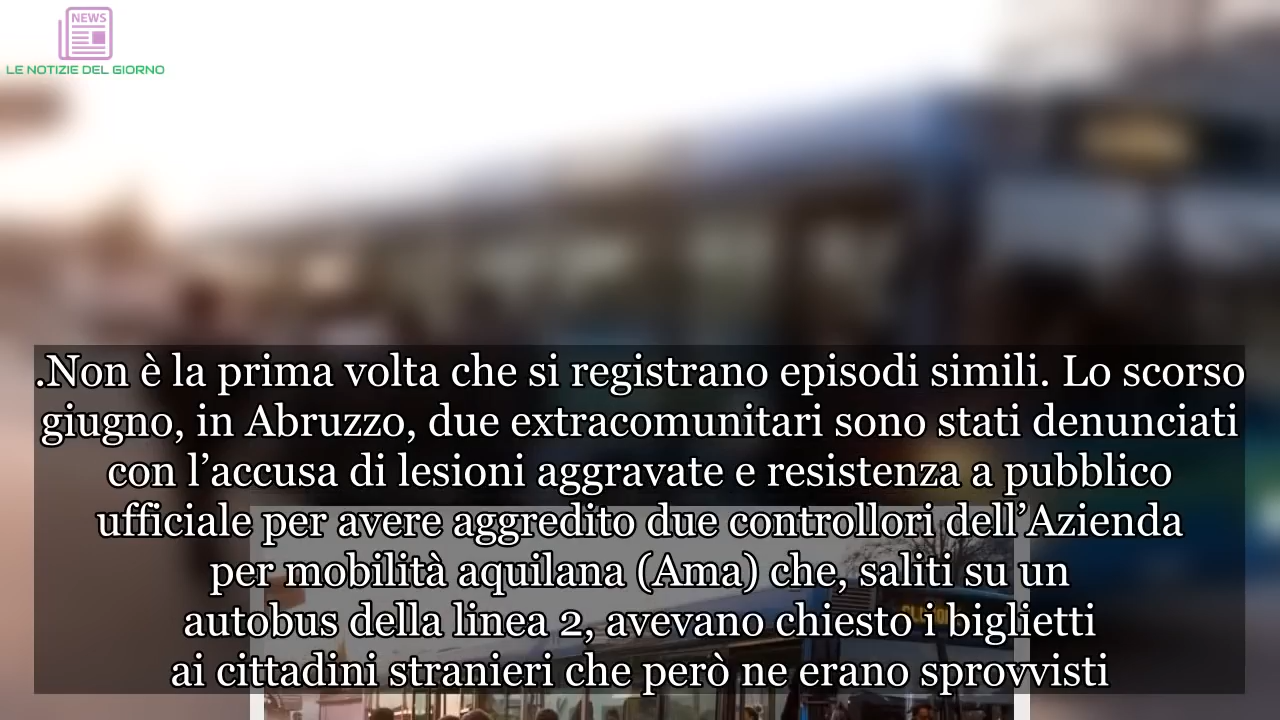 NEWS
LE NOTIZIE DEL GIORNO
.Non è la prima volta che si registrano episodi simili. Lo scorso
giugno, in Abruzzo, due extracomunitari sono stati denunciati
con l’accusa di lesioni aggravate e resistenza a pubblico
ufficiale per avere aggredito due controllori dell’Azienda
per mobilità aquilana (Ama) che, saliti su un
autobus della linea 2, avevano chiesto i biglietti
ai cittadini stranieri che però ne erano sprovvisti